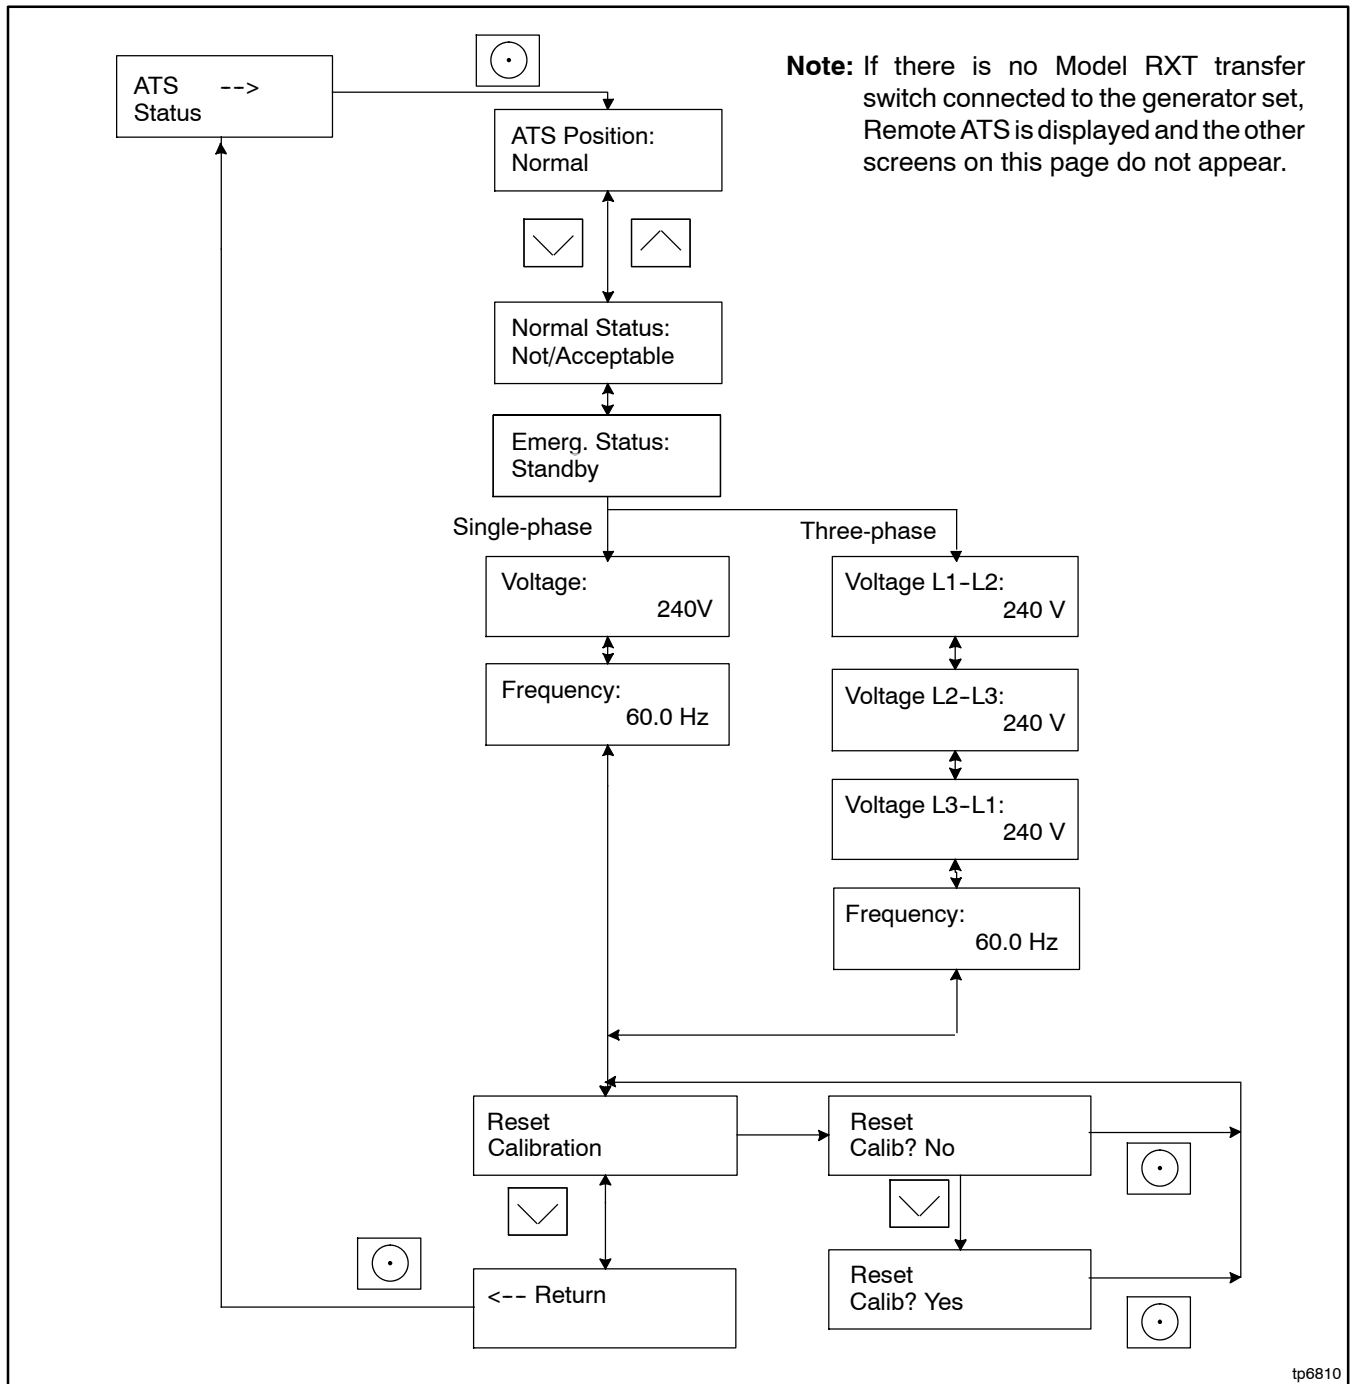 ATS -->
Status
Note: If there is no Model RXT transfer
switch connected to the generator set,
Remote ATS is displayed and the other
screens on this page do not appear.
ATS Position:
Normal
Normal Status:
Not/Acceptable
Emerg. Status:
Standby
Single-phase
Three-phase
Voltage:
240V
Frequency:
60.0 Hz
Voltage L1-L2:
240 V
Voltage L2-L3:
240 V
Voltage L3-L1:
240 V
Frequency:
60.0 Hz
Reset
Calibration
Reset
Calib? No
<-- Return
Reset
Calib? Yes
tp6810